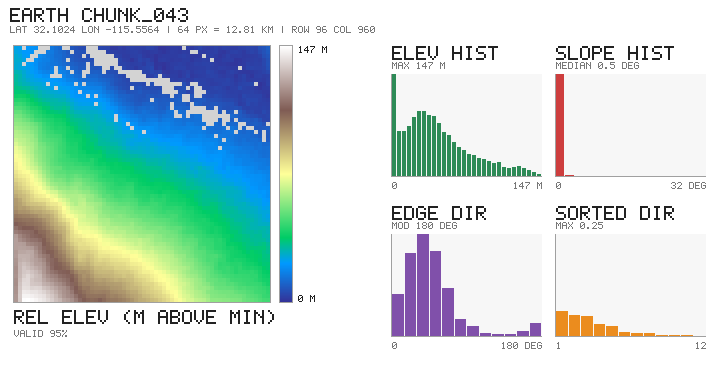 EARTH CHUNK_043
LAT 32.1024 LON -115.5564 | 64 PX = 12.81 KM | ROW 96 COL 960
147 M
0 M
REL ELEV (M ABOVE MIN)
VALID 95%
ELEV HIST
MAX 147 M
0 147 M
SLOPE HIST
MEDIAN 0.5 DEG
0 32 DEG
EDGE DIR
MOD 180 DEG
0 180 DEG
SORTED DIR
MAX 0.25
1 12